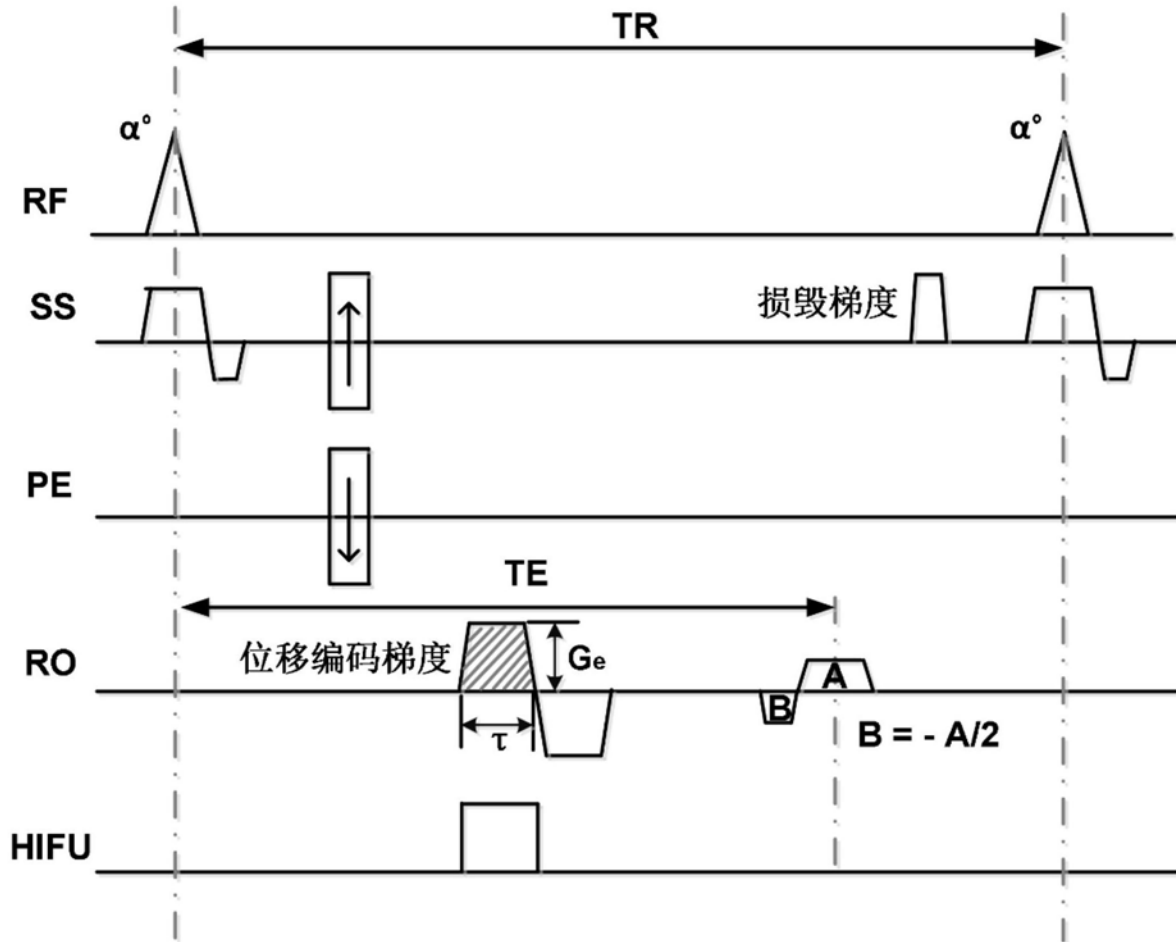 TR
α° α°
RF
SS 损毁梯度
PE
TE
RO 位移编码梯度 Ge
A
B
τ B = - A/2
HIFU